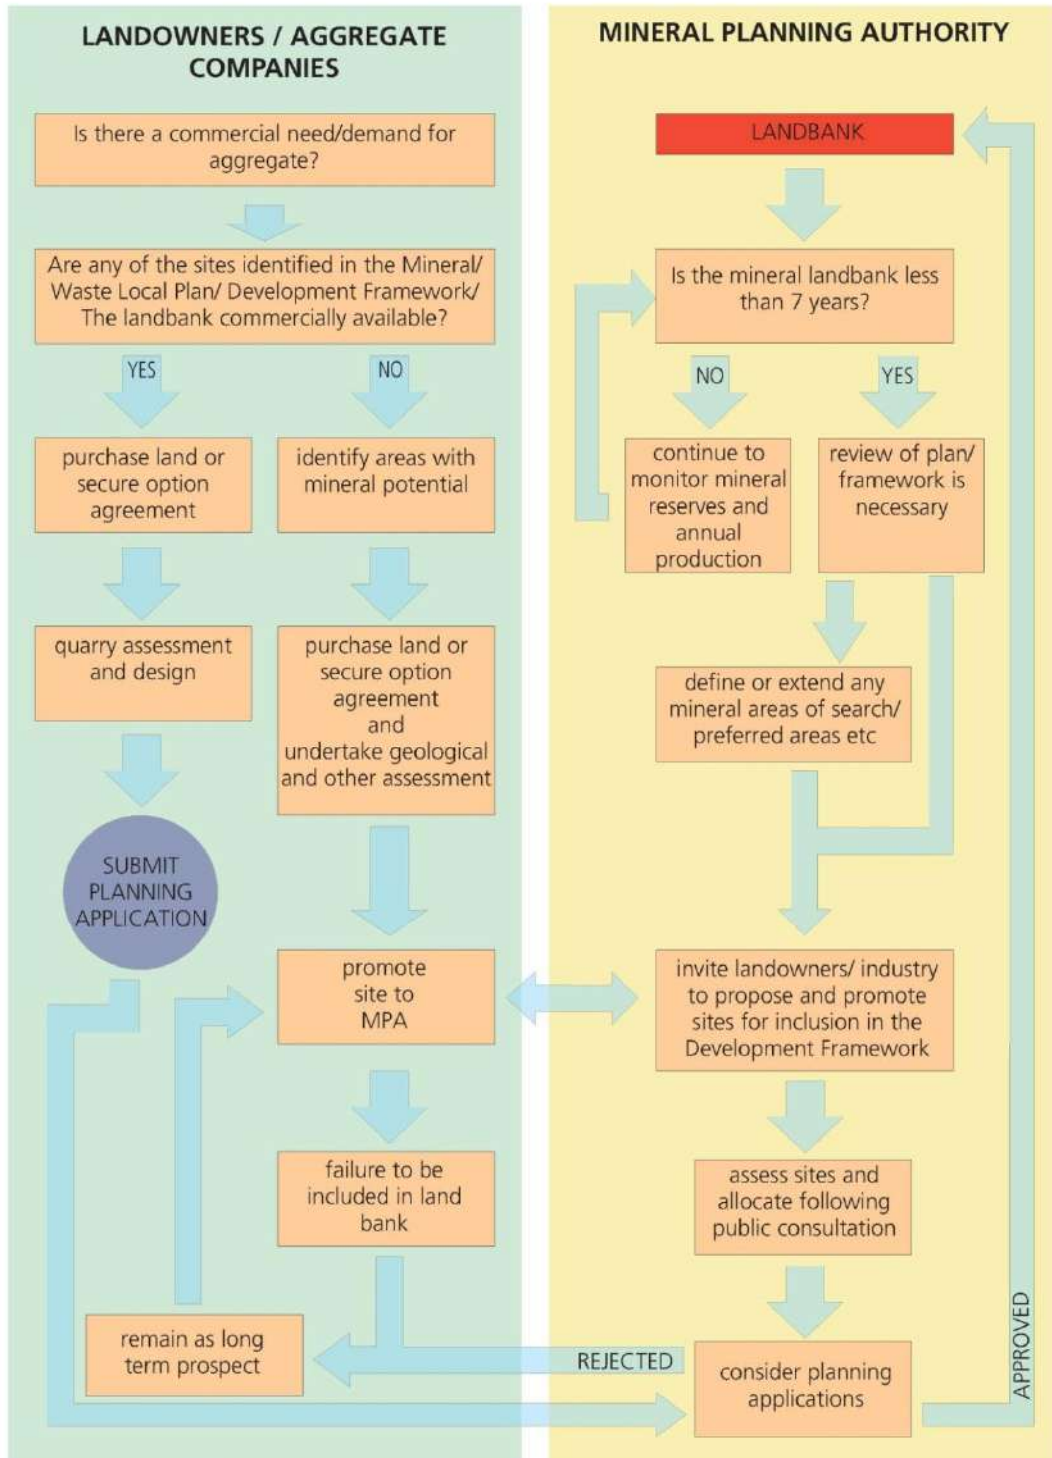 LANDOWNERS / AGGREGATE
COMPANIES
Is there a commercial need/demand for
aggregate?
Are any of the sites identified in the Mineral/
Waste Local Plan/ Development Framework/
The landbank commercially available?
YES
NO
purchase land or
secure option
agreement
identify areas with
mineral potential
quarry assessment
and design
purchase land or
secure option
agreement
and
undertake geological
and other assessment
SUBMIT
PLANNING
APPLICATION
promote
site to
MPA
failure to be
included in land
bank
remain as long
term prospect
MINERAL PLANNING AUTHORITY
LANDBANK
Is the mineral landbank less
than 7 years?
NO
YES
continue to
monitor mineral
reserves and
annual
production
review of plan/
framework is
necessary
define or extend any
mineral areas of search/
preferred areas etc
invite landowners/ industry
to propose and promote
sites for inclusion in the
Development Framework
assess sites and
allocate following
public consultation
REJECTED
consider planning
applications
APPROVED